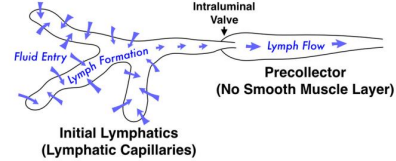 Intraluminal
Valve
Fluid Entry
Lymph Formation
Lymph Flow
Precollector
(No Smooth Muscle Layer)
Initial Lymphatics
(Lymphatic Capillaries)